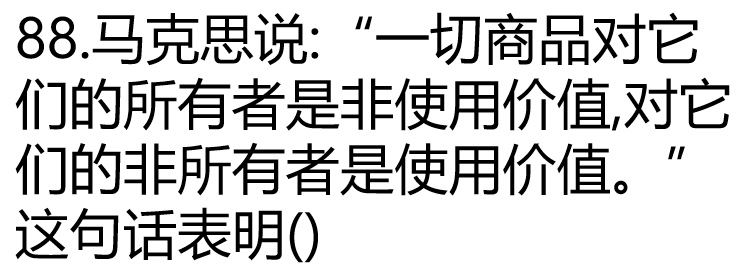 88.马克思说:“一切商品对它
们的所有者是非使用价值,对它
们的非所有者是使用价值。”
这句话表明()